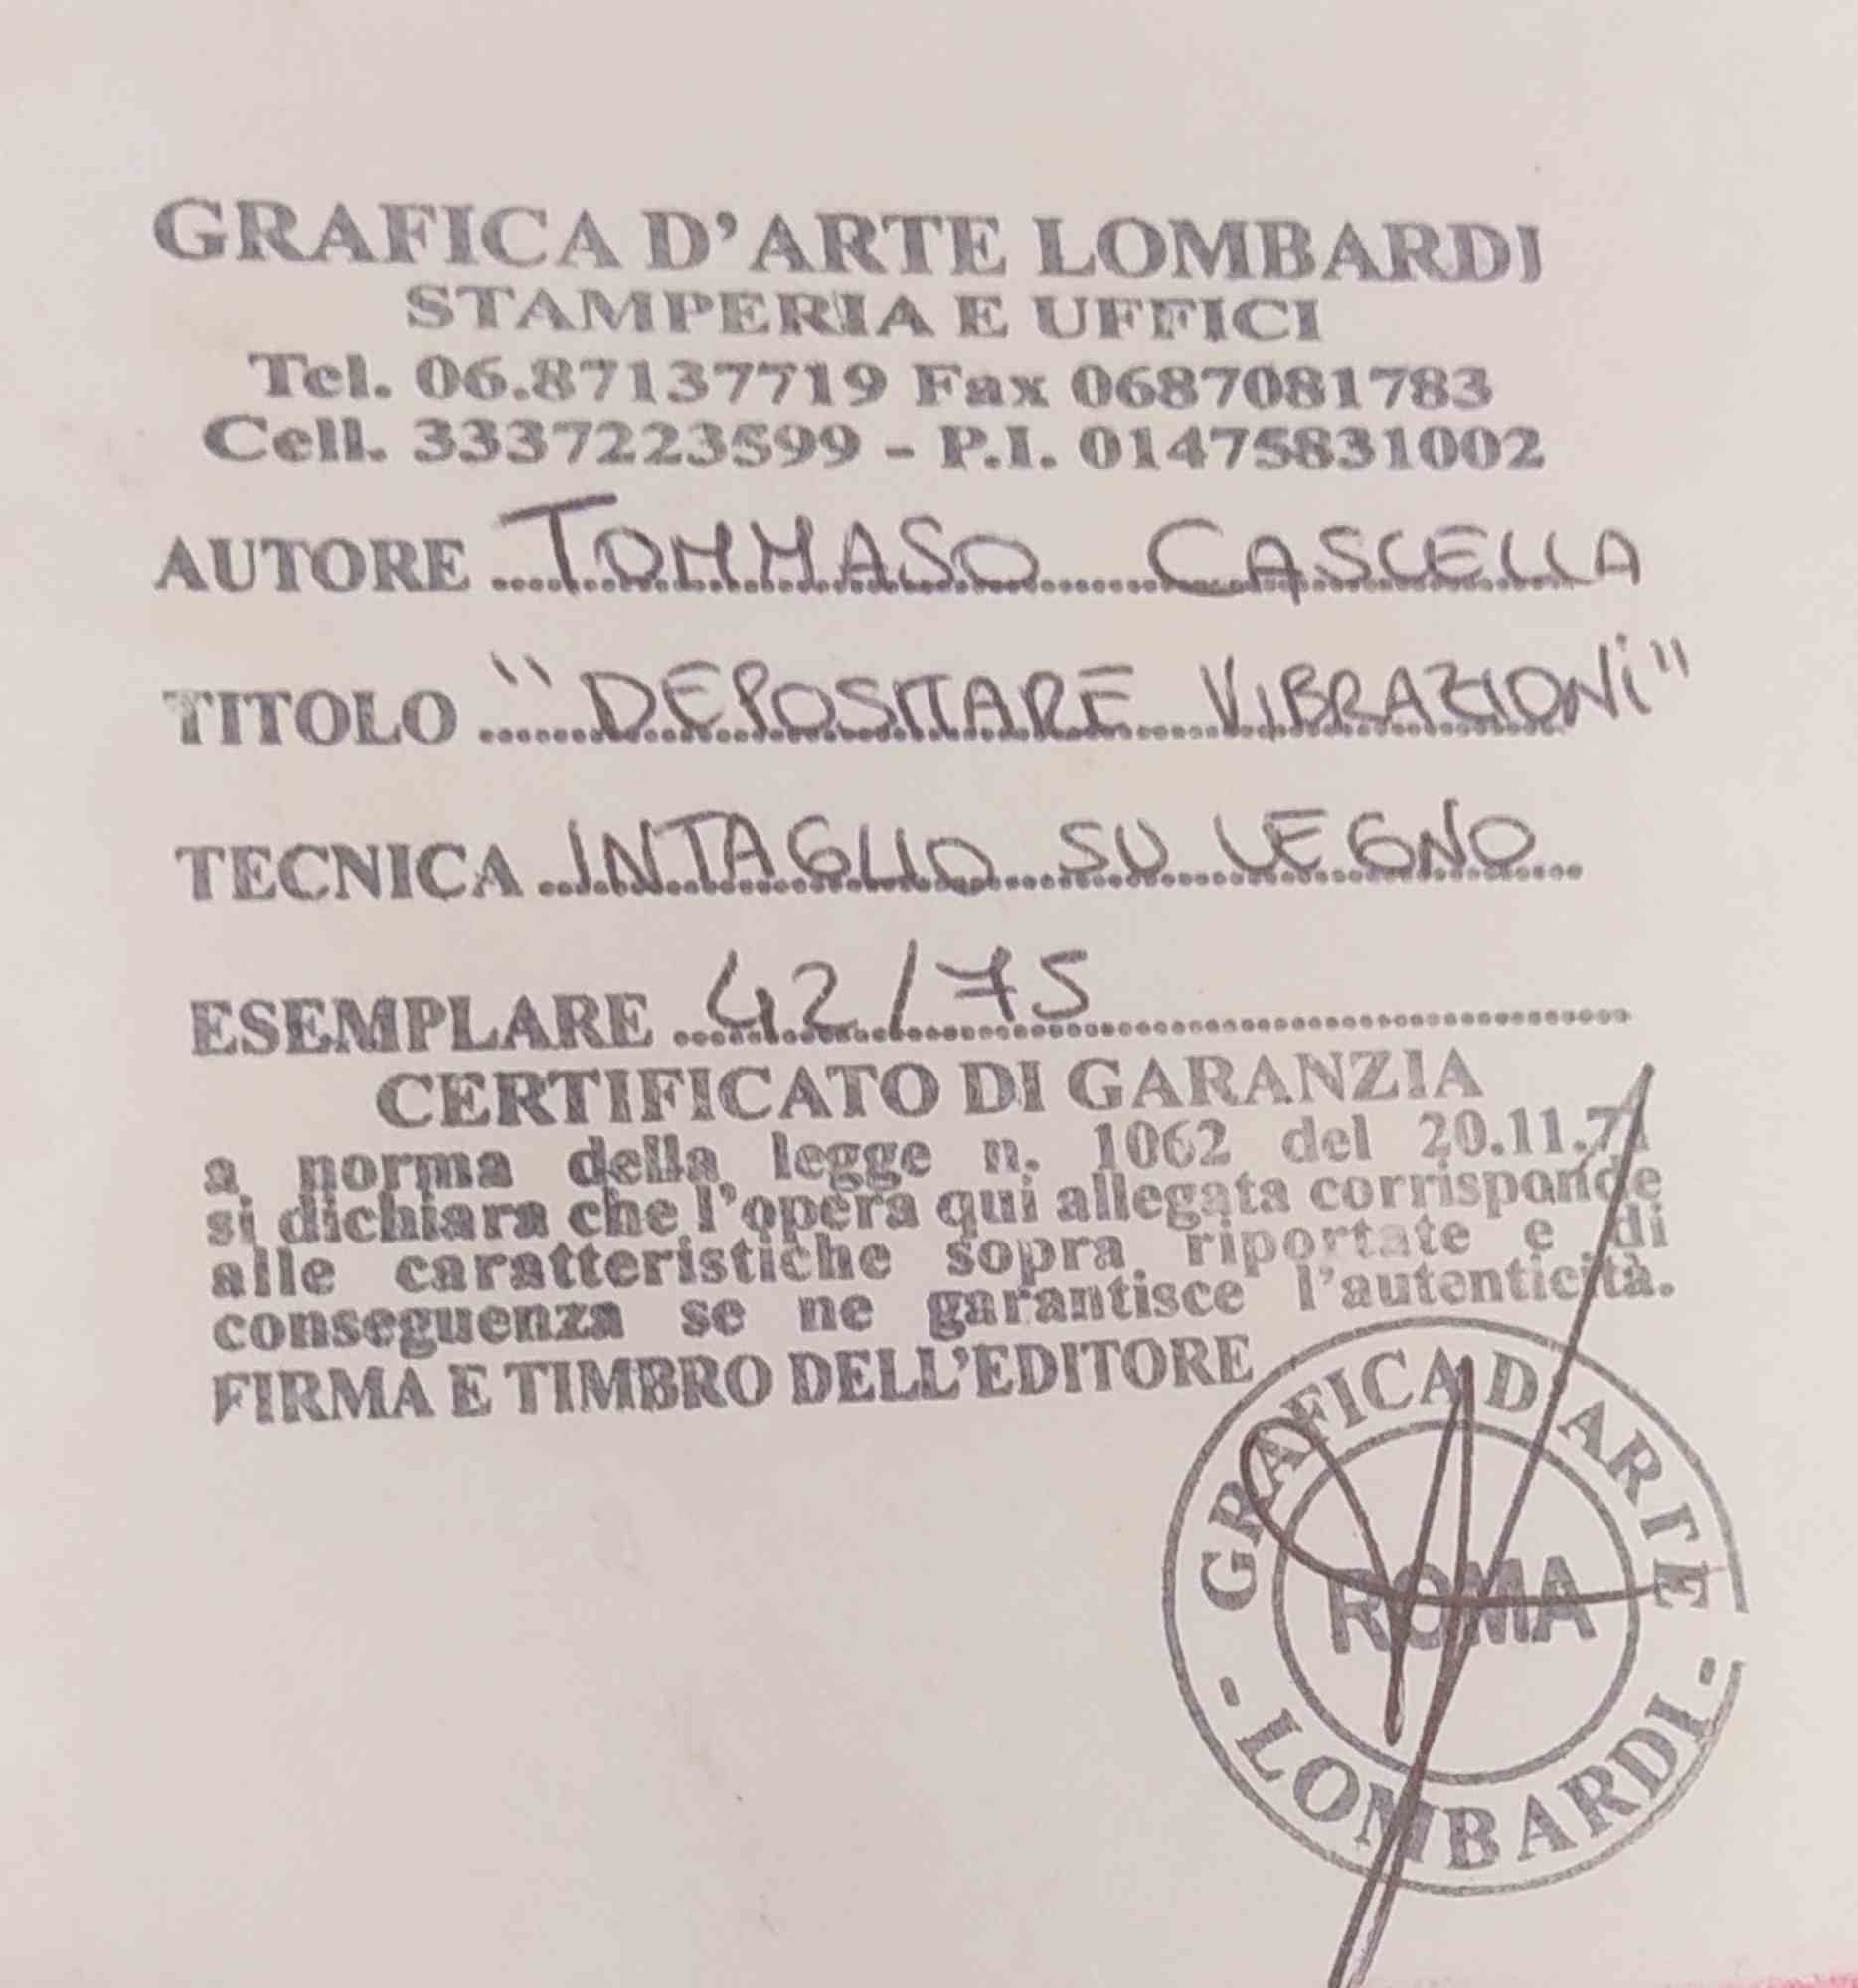 GRAFICA D'ARTE LOMBARDI
STAMPERIA E UFFICI
Tel. 06.87137719 Fax 0687081783
Cell. 3337223599 - P.I. 01475831002
AUTORE TOMMASO CASCELLA
TITOLO "DEPOSITARE VIBRAZIONI"
TECNICA INTAGLIO SU LEGNO
ESEMPLARE 42/75
CERTIFICATO DI GARANZIA
a norma della legge n. 1062 del 20.11.71
si dichiara che l'opera qui allegata corrisponde
alle caratteristiche sopra riportate e di
conseguenza se ne garantisce l'autenticità.
FIRMA E TIMBRO DELL'EDITORE
GRAFICA D ARTE
ROMA
- LOMBARDI -